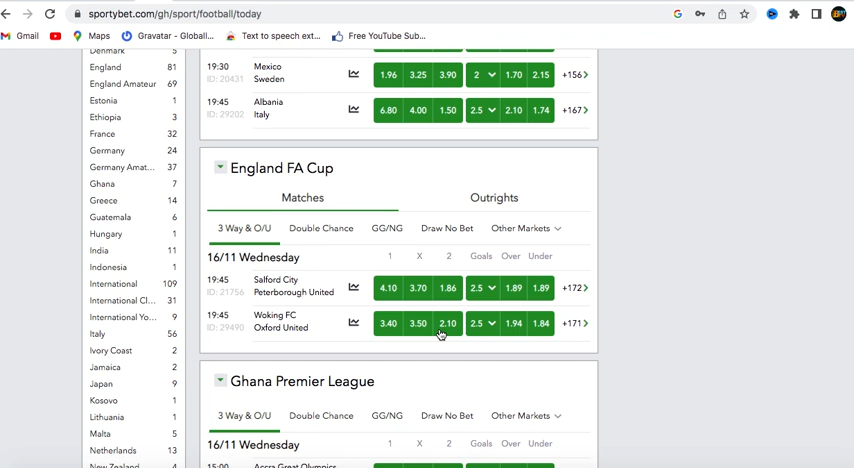 sportybet.com/gh/sport/football/today
Gmail Maps Gravatar - Globall... Text to speech ext... Free YouTube Sub...
Denmark 5
England 81
England Amateur 69
Estonia 1
Ethiopia 3
France 32
Germany 24
Germany Amat... 37
Ghana 7
Greece 14
Guatemala 6
Hungary 1
India 11
Indonesia 1
International 109
International Cl... 31
International Yo... 9
Italy 56
Ivory Coast 2
Jamaica 2
Japan 9
Kosovo 1
Lithuania 1
Malta 5
Netherlands 13
New Zealand 4
19:30 Mexico
ID: 20431 Sweden
1.96 3.25 3.90 2 1.70 2.15 +156
19:45 Albania
ID: 29202 Italy
6.80 4.00 1.50 2.5 2.10 1.74 +167
England FA Cup
Matches Outrights
3 Way & O/U Double Chance GG/NG Draw No Bet Other Markets
16/11 Wednesday 1 X 2 Goals Over Under
19:45 Salford City
ID: 21756 Peterborough United
4.10 3.70 1.86 2.5 1.89 1.89 +172
19:45 Woking FC
ID: 29490 Oxford United
3.40 3.50 2.10 2.5 1.94 1.84 +171
Ghana Premier League
3 Way & O/U Double Chance GG/NG Draw No Bet Other Markets
16/11 Wednesday 1 X 2 Goals Over Under
15:00 Accra Great Olympics